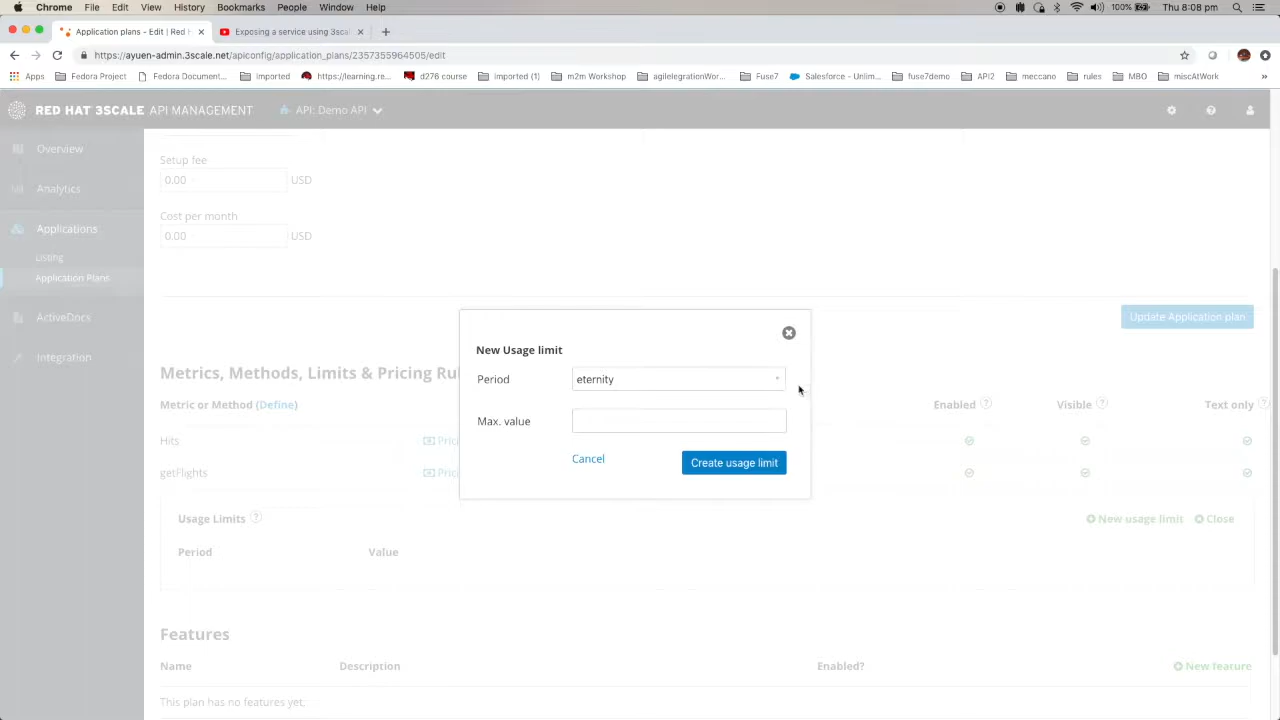 Chrome File Edit View History Bookmarks People Window Help 100% Thu 8:08 pm
Application plans - Edit | Red H Exposing a service using 3scal
https://ayuen-admin.3scale.net/apiconfig/application_plans/2357355964505/edit
Apps Fedora Project Fedora Document... imported https://learning.re... d276 course imported (1) m2m Workshop agileIegrationWor... Fuse7 Salesforce - Unlim... fuse7demo API2 meccano rules MBO miscAtWork »
RED HAT 3SCALE API MANAGEMENT API: Demo API
Overview
Analytics
Applications
Listing
Application Plans
ActiveDocs
Integration
Setup fee
0.00 USD
Cost per month
0.00 USD
Update Application plan
Metrics, Methods, Limits & Pricing Ru
Metric or Method (Define) Enabled Visible Text only
Hits Prici
getFlights Prici
Usage Limits New usage limit Close
Period Value
Features
Name Description Enabled? New feature
This plan has no features yet.
New Usage limit
Period eternity
Max. value
Cancel Create usage limit